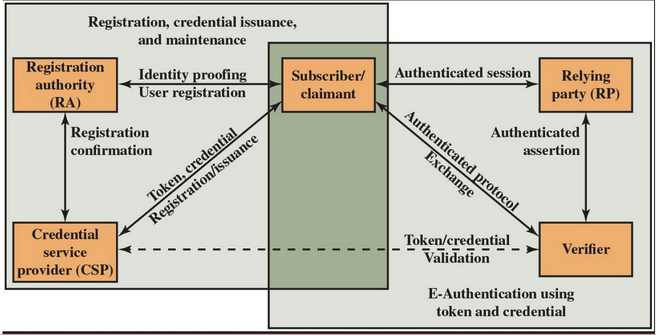 Registration, credential issuance,
and maintenance
Registration
authority
(RA)
Identity proofing
User registration
Subscriber/
claimant
Authenticated session
Relying
party (RP)
Registration
confirmation
Token, credential
Registration/issuance
Authenticated protocol
Exchange
Authenticated
assertion
Credential
service
provider (CSP)
Token/credential
Validation
Verifier
E-Authentication using
token and credential